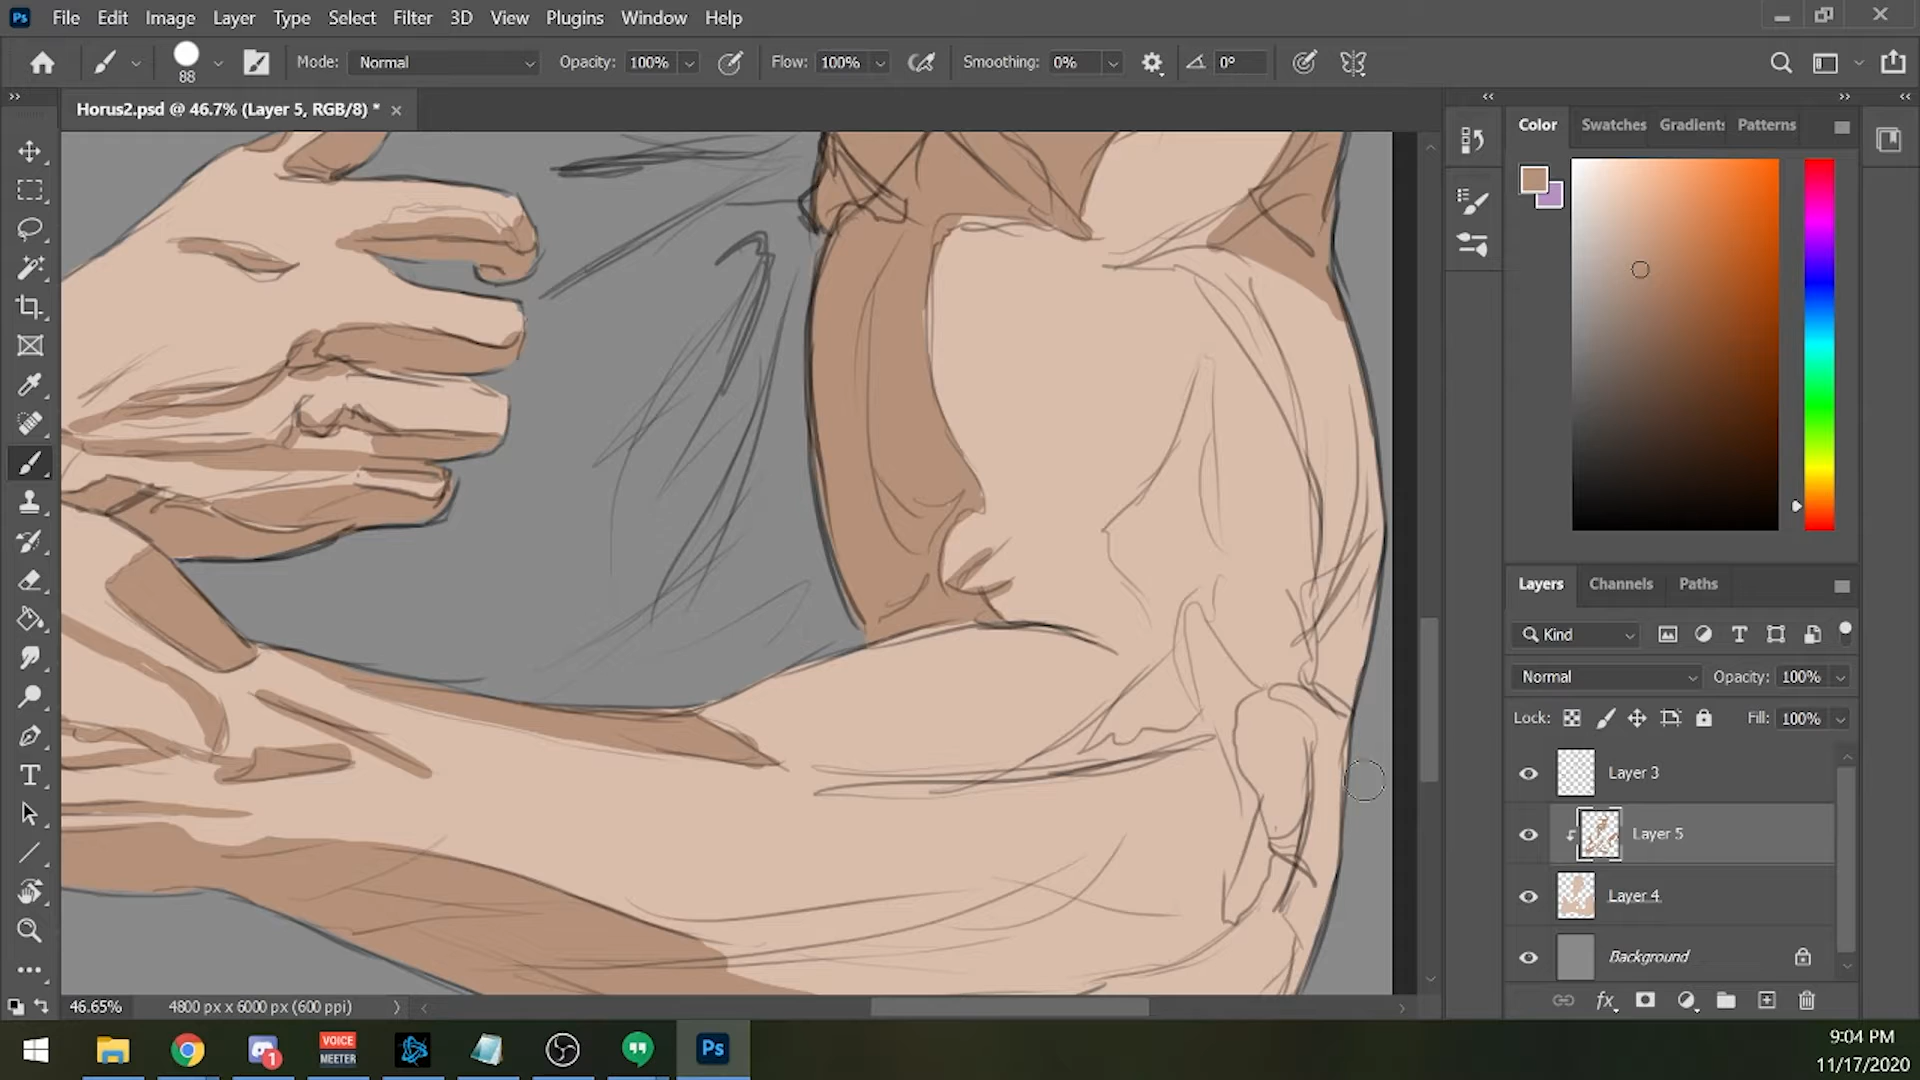 Ps File Edit Image Layer Type Select Filter 3D View Plugins Window Help
88 Mode: Normal Opacity: 100% Flow: 100% Smoothing: 0% 0°
Horus2.psd @ 46.7% (Layer 5, RGB/8) *
Color Swatches Gradients Patterns
Layers Channels Paths
Kind
Normal Opacity: 100%
Lock: Fill: 100%
Layer 3
Layer 5
Layer 4
Background
fx
46.65% 4800 px x 6000 px (600 ppi)
1
VOICE
MEETER
Ps
9:04 PM
11/17/2020